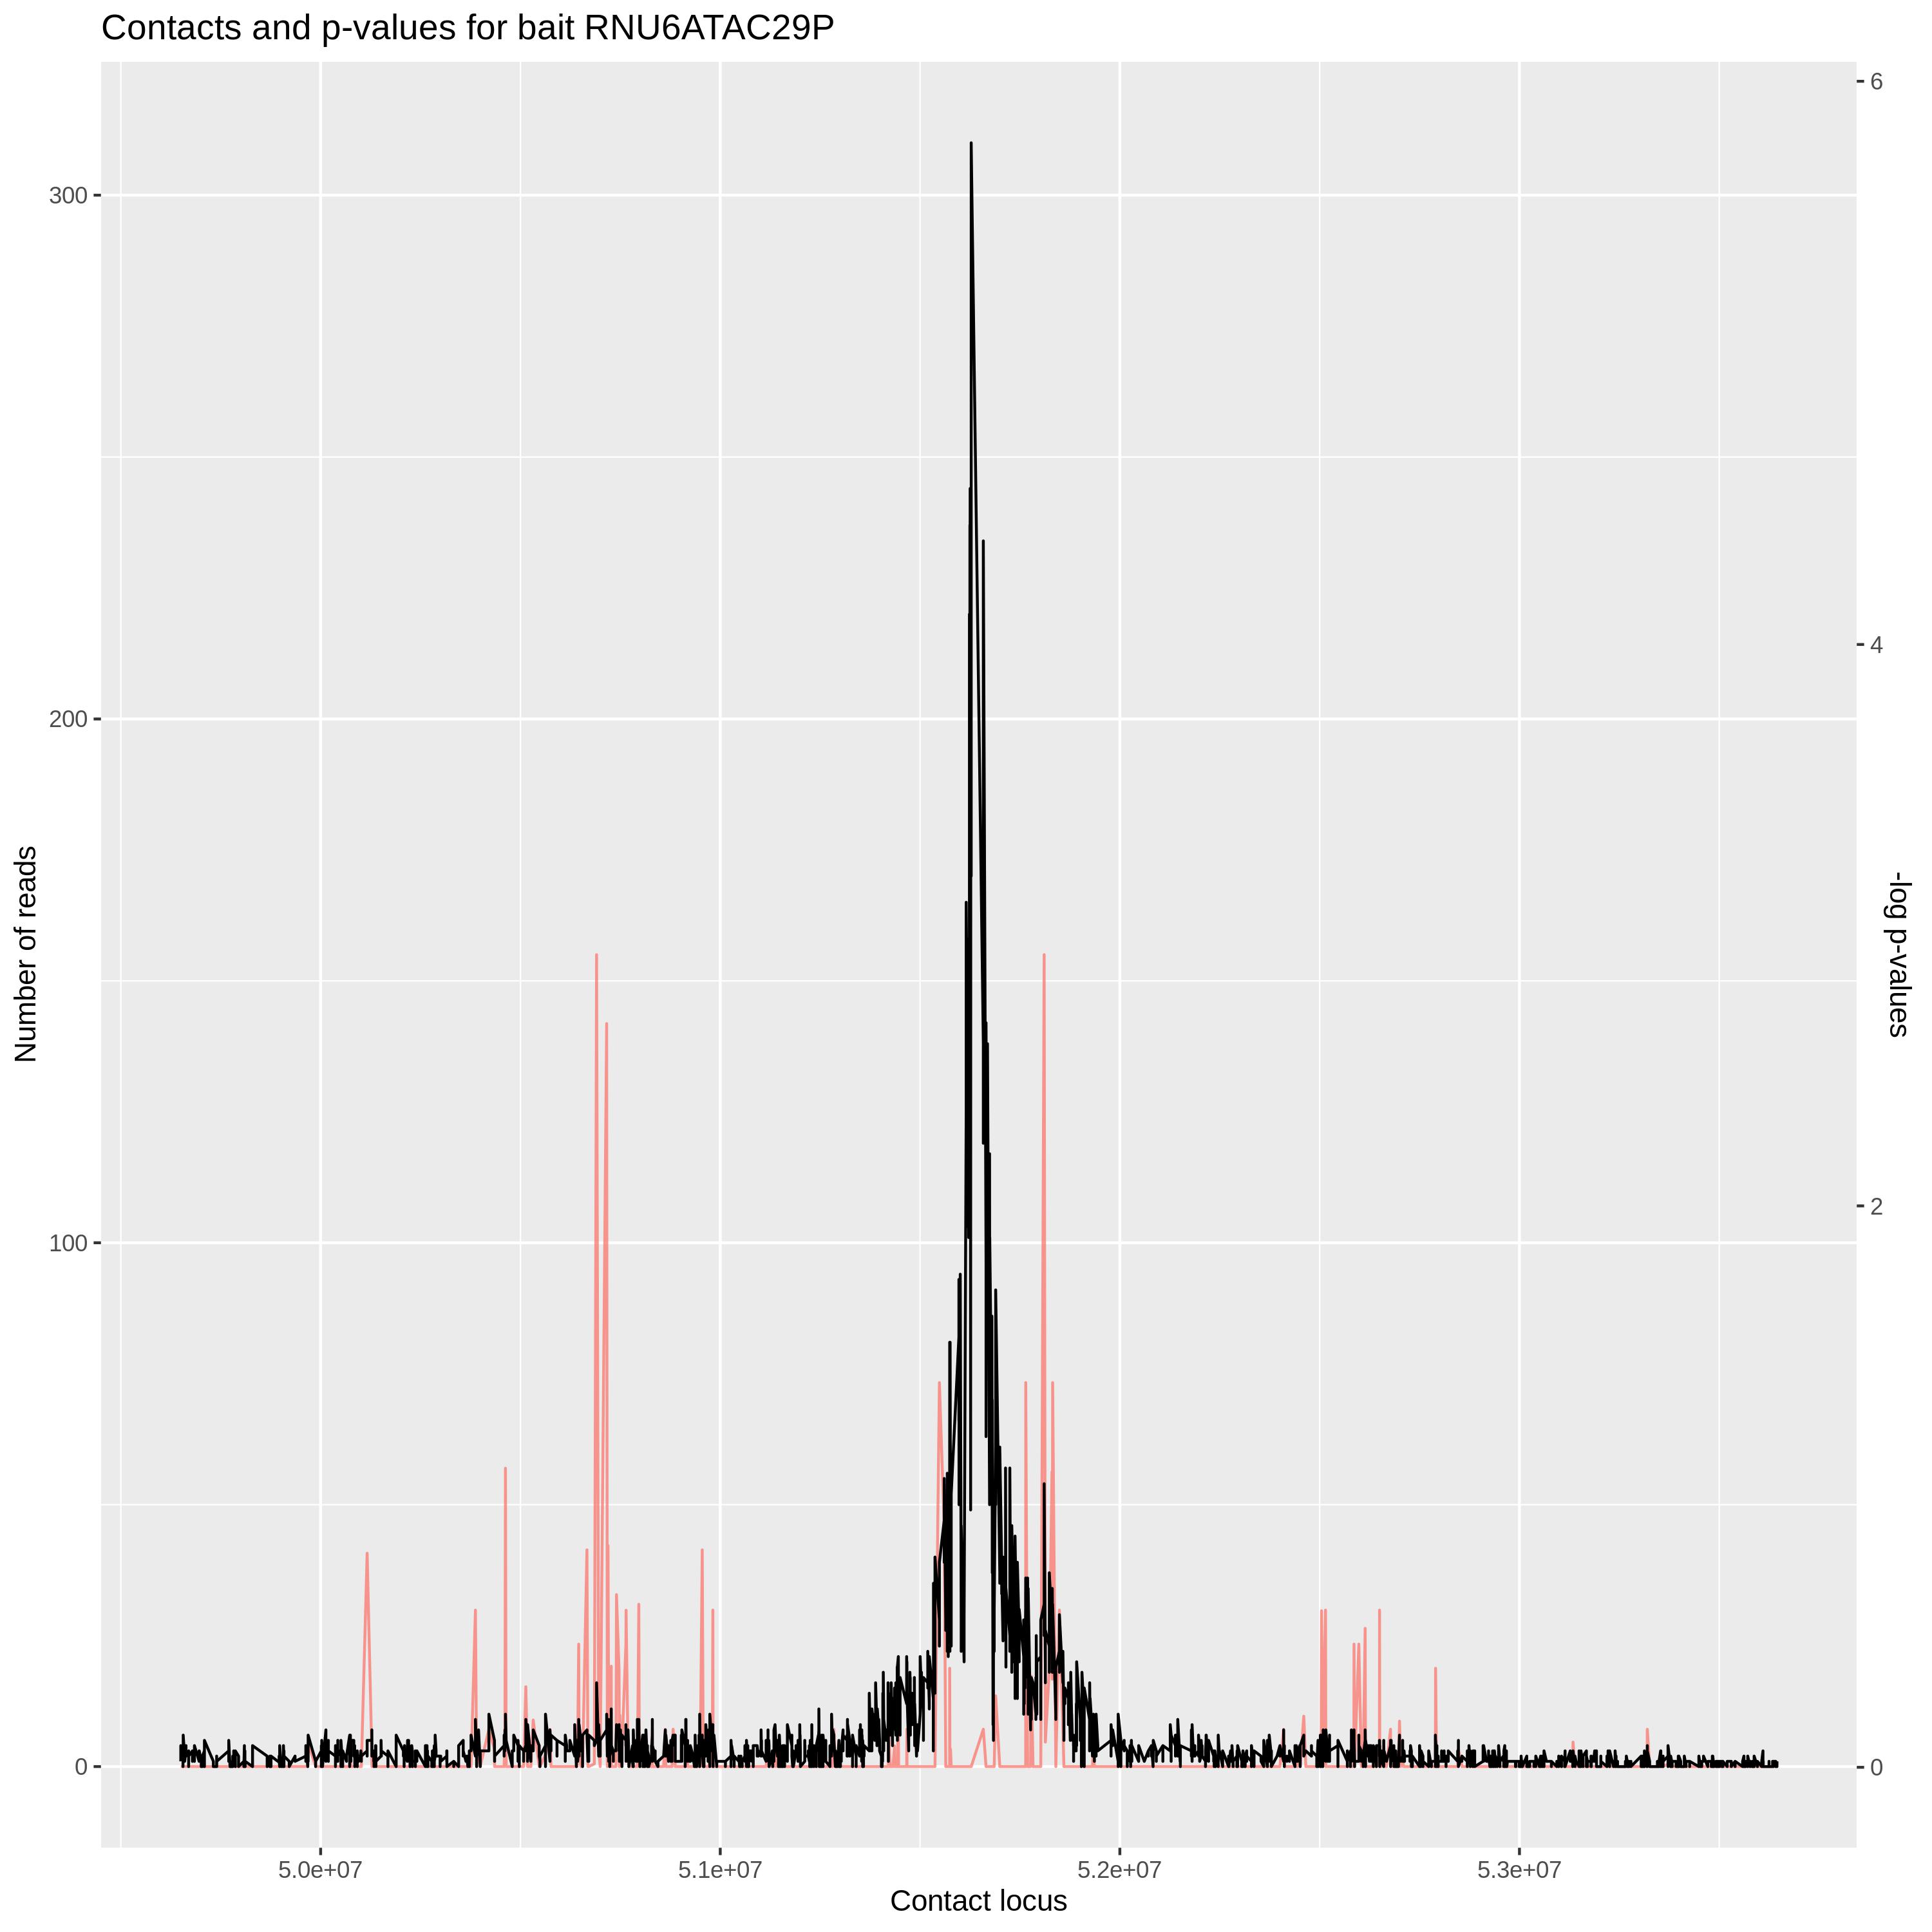 Contacts and p-values for bait RNU6ATAC29P
6
300
4
200
Number of reads
-log p-values
2
100
0
0
5.0e+07
5.1e+07
5.2e+07
5.3e+07
Contact locus